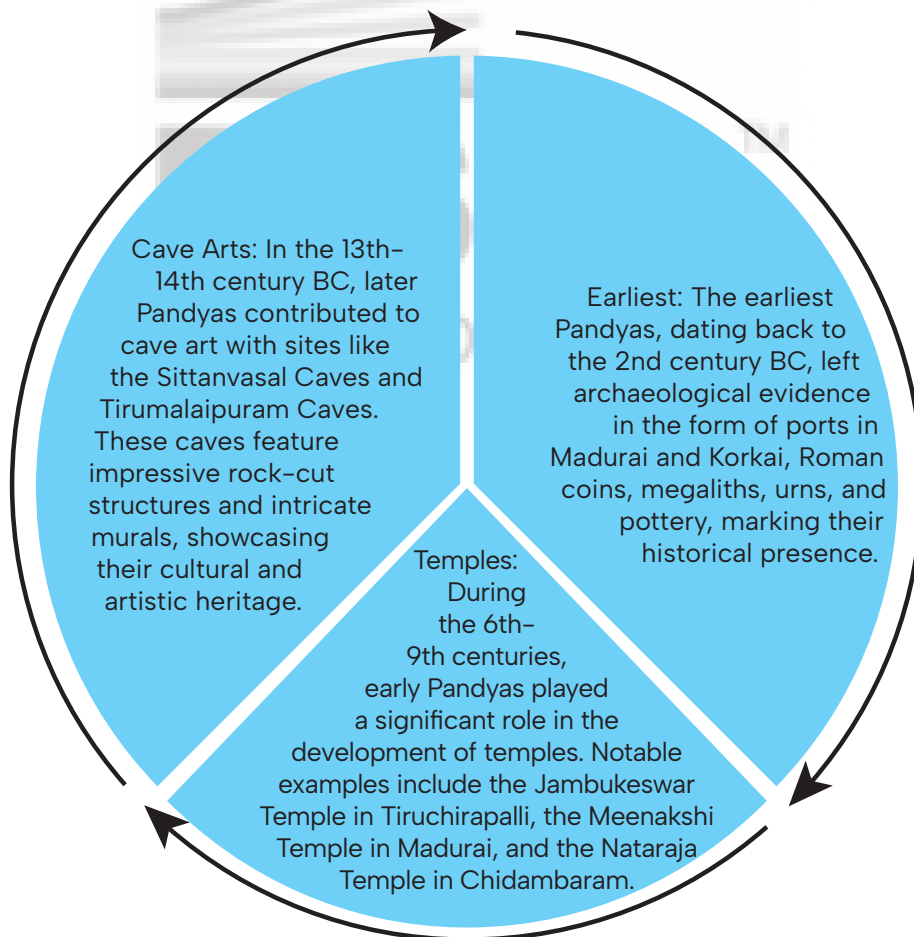 Cave Arts: In the 13th-
14th century BC, later
Pandyas contributed to
cave art with sites like
the Sittanvasal Caves and
Tirumalaipuram Caves.
These caves feature
impressive rock-cut
structures and intricate
murals, showcasing
their cultural and
artistic heritage.
Earliest: The earliest
Pandyas, dating back to
the 2nd century BC, left
archaeological evidence
in the form of ports in
Madurai and Korkai, Roman
coins, megaliths, urns, and
pottery, marking their
historical presence.
Temples:
During
the 6th-
9th centuries,
early Pandyas played
a significant role in the
development of temples. Notable
examples include the Jambukeswar
Temple in Tiruchirapalli, the Meenakshi
Temple in Madurai, and the Nataraja
Temple in Chidambaram.
TM